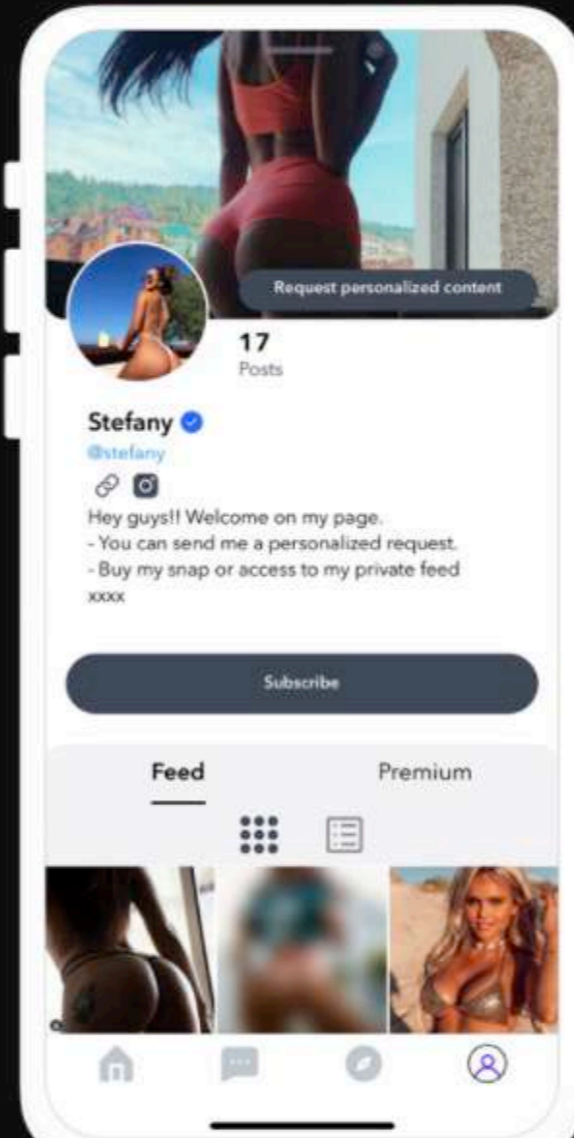 Request personalized content
17
Posts
Stefany
@stefany
Hey guys!! Welcome on my page.
- You can send me a personalized request.
- Buy my snap or access to my private feed
xxxx
Subscribe
Feed
Premium